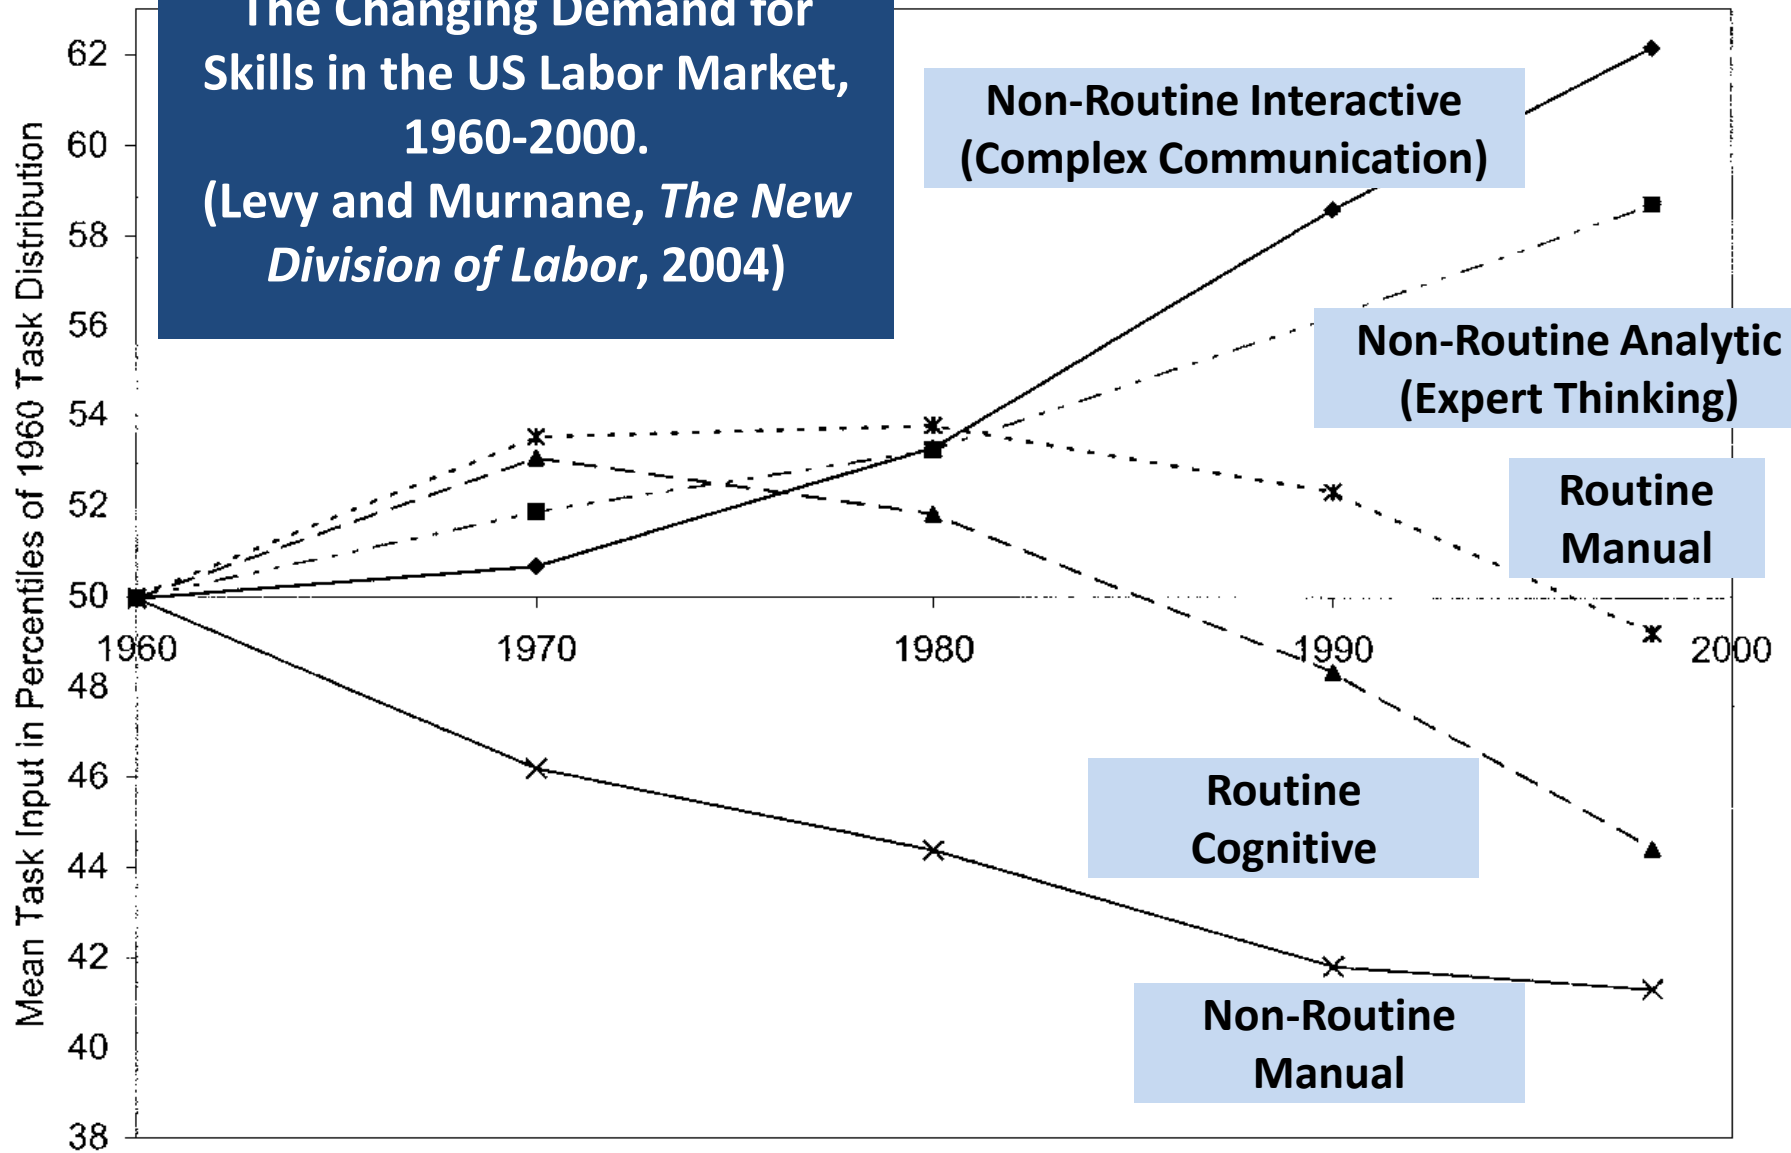 The Changing Demand for
Skills in the US Labor Market,
1960-2000.
(Levy and Murnane, The New
Division of Labor, 2004)
Mean Task Input in Percentiles of 1960 Task Distribution
62
60
58
56
54
52
50
48
46
44
42
40
38
1960
1970
1980
1990
2000
Non-Routine Interactive
(Complex Communication)
Non-Routine Analytic
(Expert Thinking)
Routine
Manual
Routine
Cognitive
Non-Routine
Manual